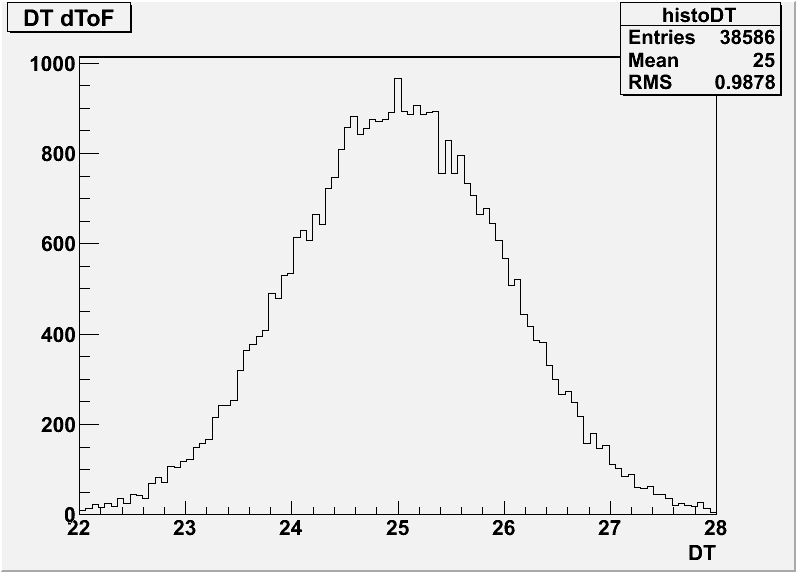 DT dToF
histoDT
Entries 38586
Mean 25
RMS 0.9878
1000
800
600
400
200
0
22 23 24 25 26 27 28
DT